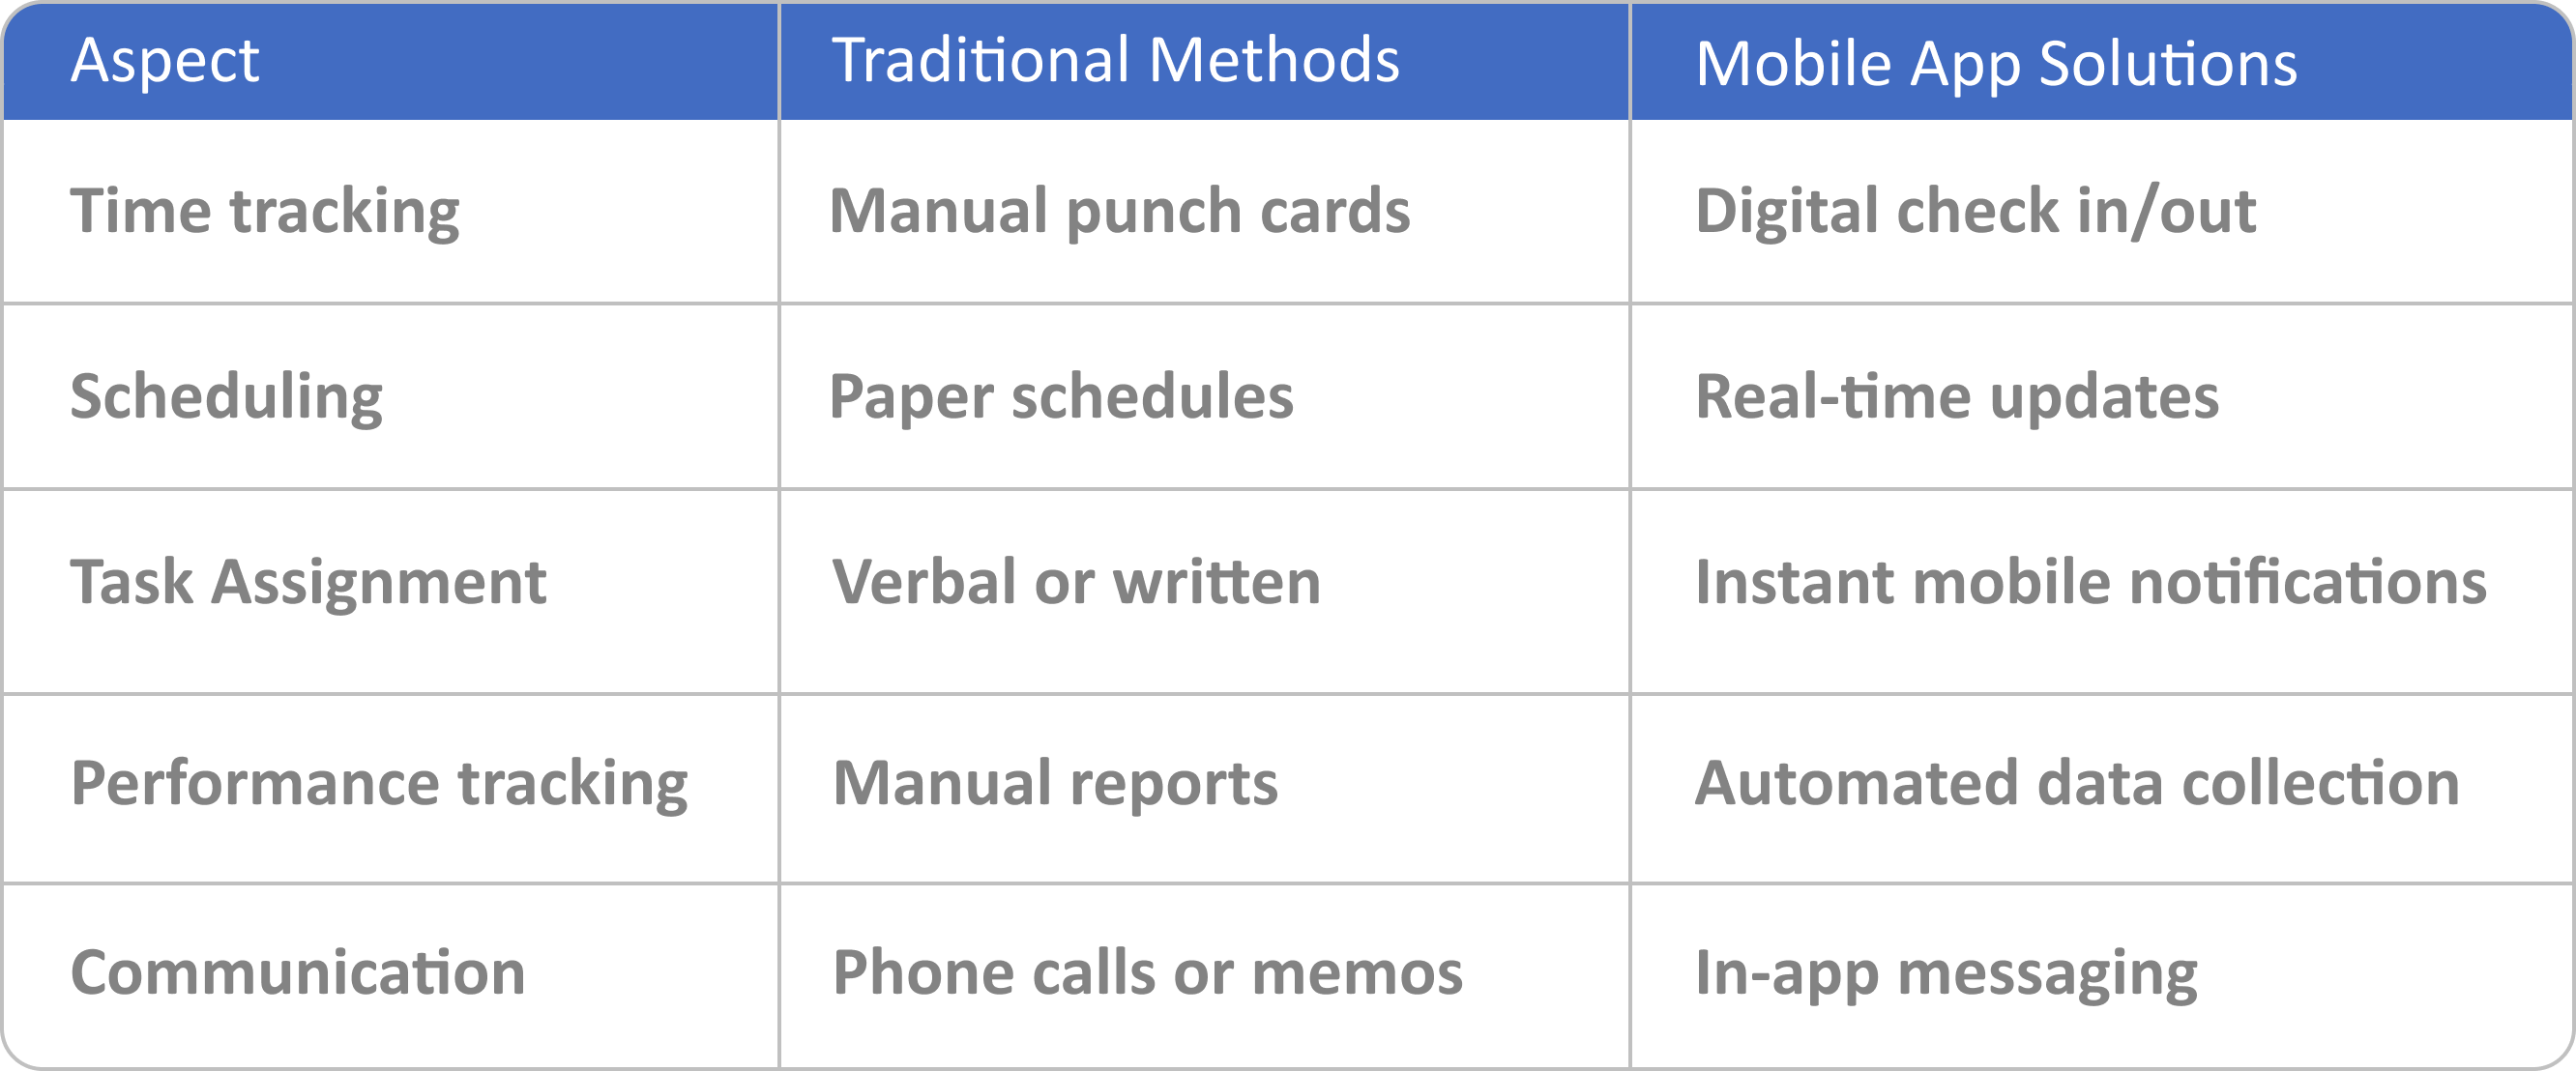 Aspect
Traditional Methods
Mobile App Solutions
Time tracking
Manual punch cards
Digital check in/out
Scheduling
Paper schedules
Real-time updates
Task Assignment
Verbal or written
Instant mobile notifications
Performance tracking
Manual reports
Automated data collection
Communication
Phone calls or memos
In-app messaging